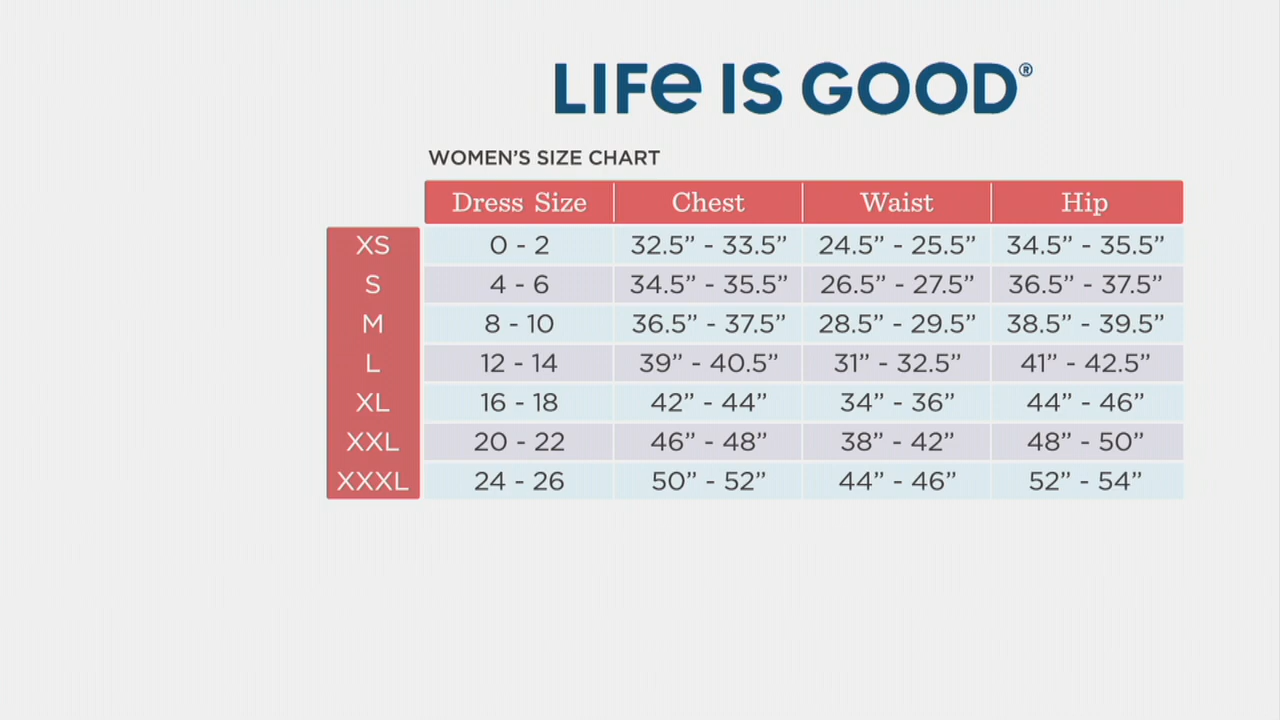 LIFe IS GOOD®
WOMEN’S SIZE CHART
Dress Size Chest Waist Hip
XS 0 - 2 32.5” - 33.5” 24.5” - 25.5” 34.5” - 35.5”
S 4 - 6 34.5” - 35.5” 26.5” - 27.5” 36.5” - 37.5”
M 8 - 10 36.5” - 37.5” 28.5” - 29.5” 38.5” - 39.5”
L 12 - 14 39” - 40.5” 31” - 32.5” 41” - 42.5”
XL 16 - 18 42” - 44” 34” - 36” 44” - 46”
XXL 20 - 22 46” - 48” 38” - 42” 48” - 50”
XXXL 24 - 26 50” - 52” 44” - 46” 52” - 54”